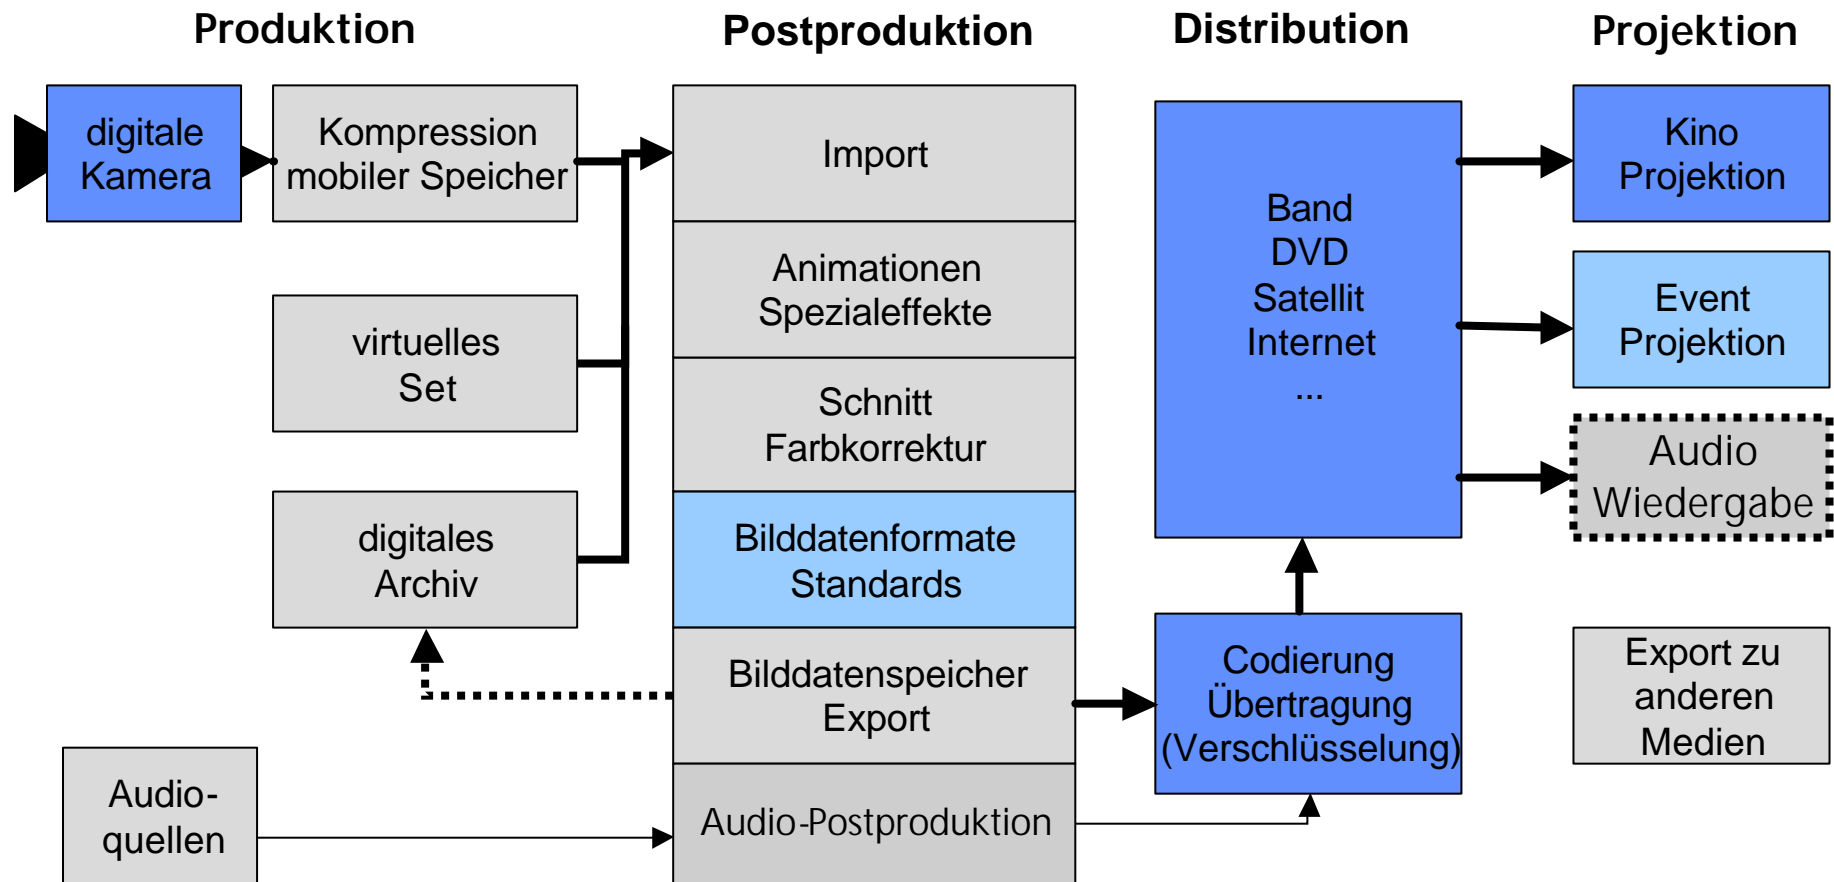 Produktion
Postproduktion
Distribution
Projektion
digitale
Kamera
Kompression
mobiler Speicher
virtuelles
Set
digitales
Archiv
Audio-
quellen
Import
Animationen
Spezialeffekte
Schnitt
Farbkorrektur
Bilddatenformate
Standards
Bilddatenspeicher
Export
Audio-Postproduktion
Band
DVD
Satellit
Internet
...
Codierung
Übertragung
(Verschlüsselung)
Kino
Projektion
Event
Projektion
Audio
Wiedergabe
Export zu
anderen
Medien